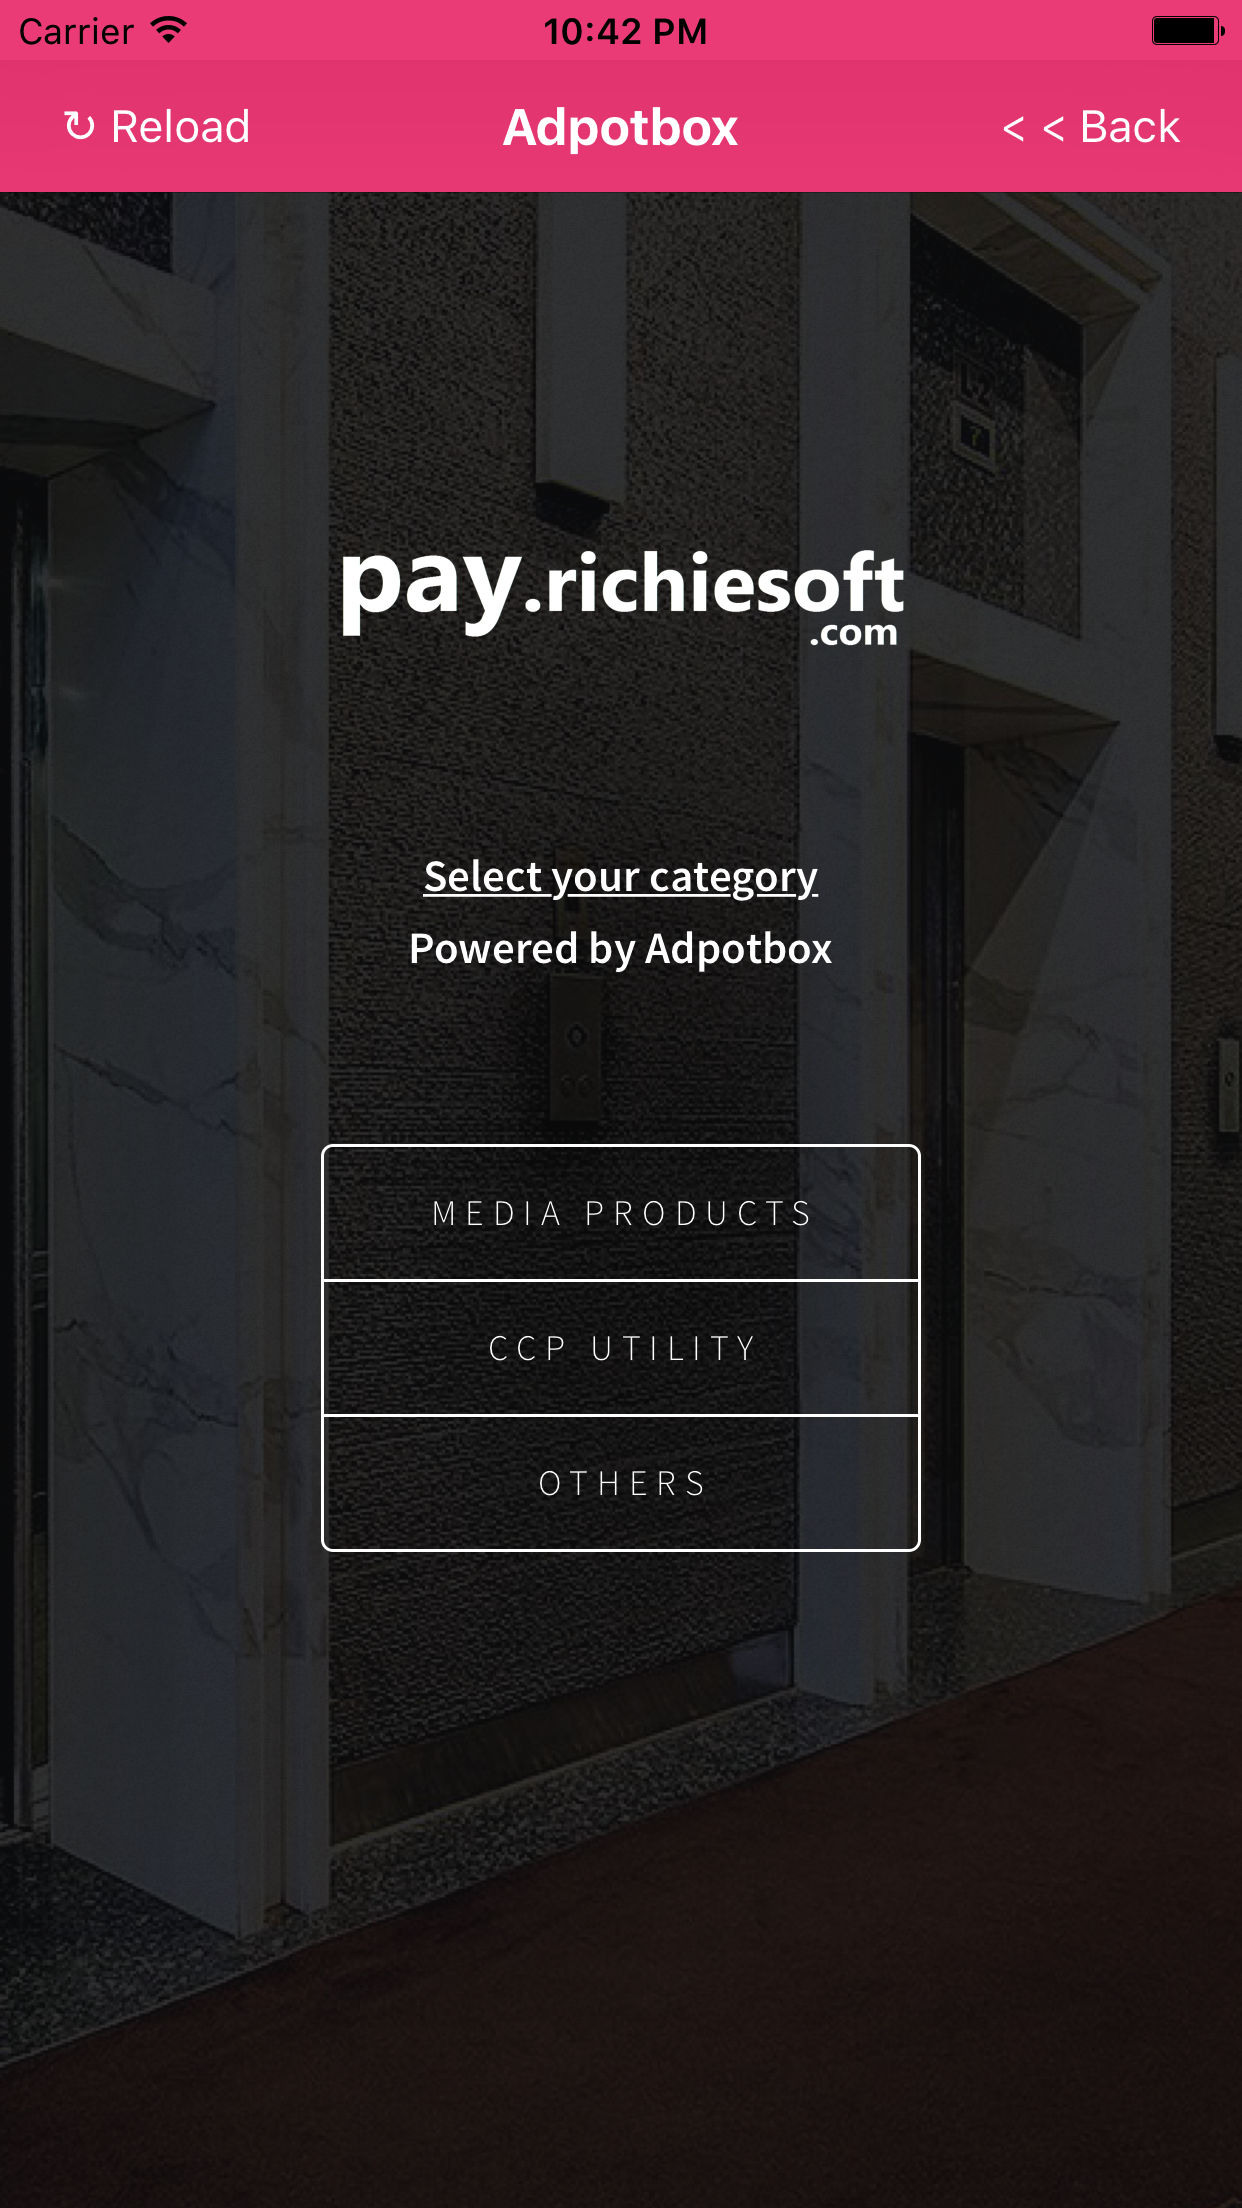 Carrier 10:42 PM
↻ Reload Adpotbox < < Back
pay.richiesoft
.com
Select your category
Powered by Adpotbox
MEDIA PRODUCTS
CCP UTILITY
OTHERS